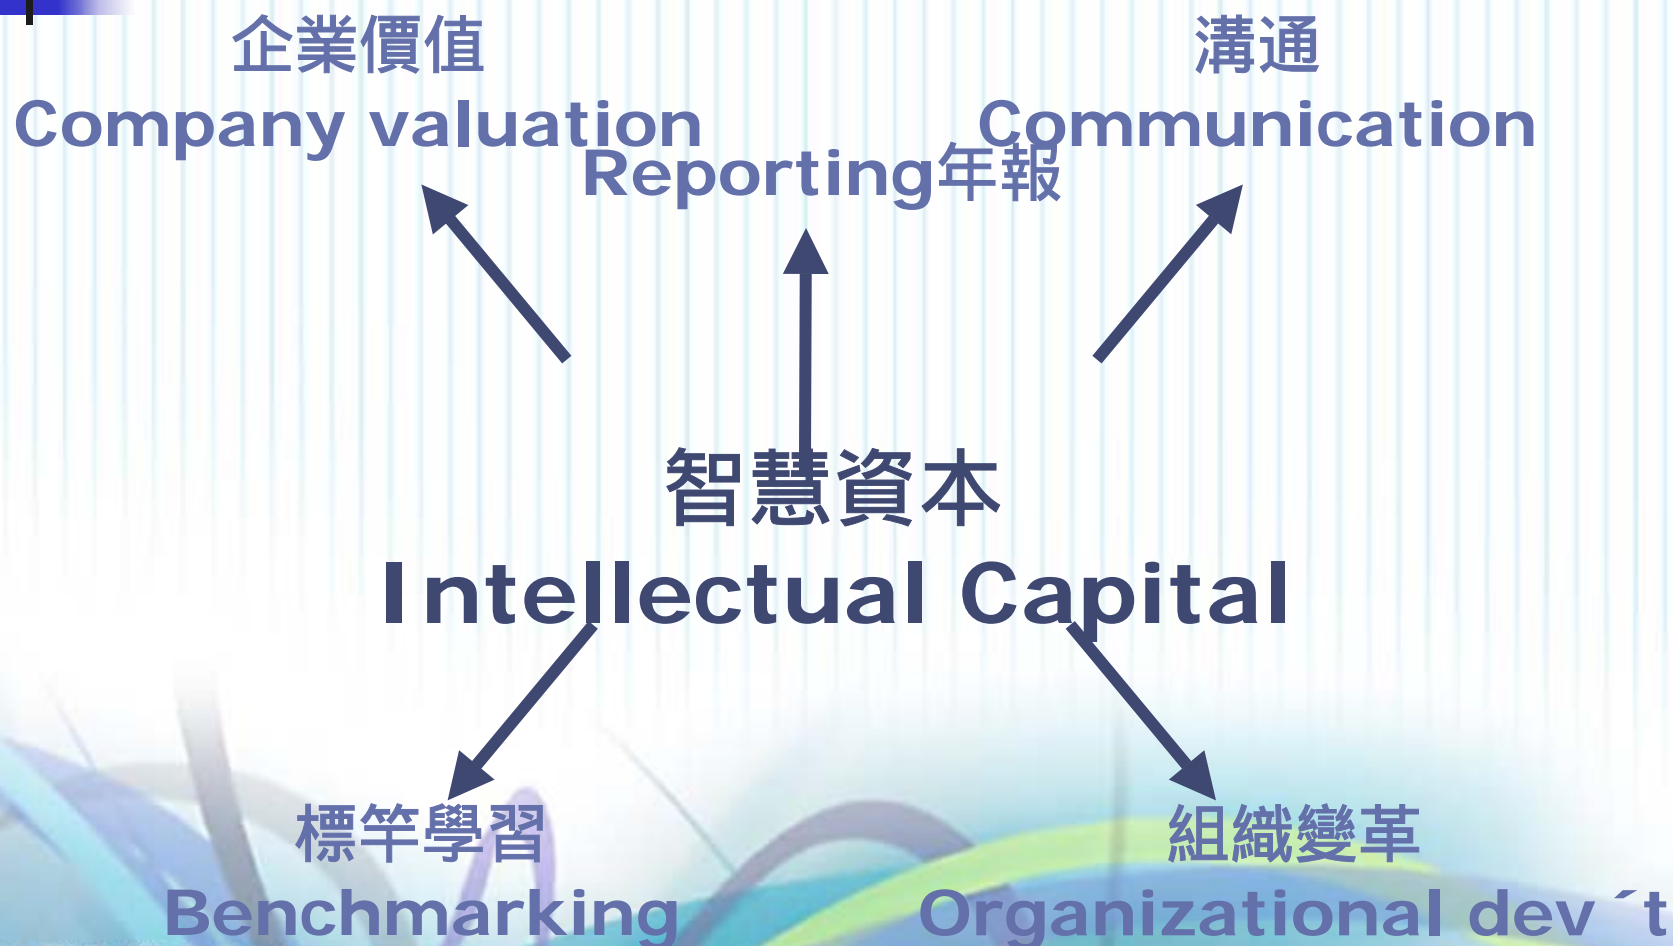 企業價值
Company valuation
溝通
Communication
Reporting年報
智慧資本
Intellectual Capital
標竿學習
Benchmarking
組織變革
Organizational dev´t